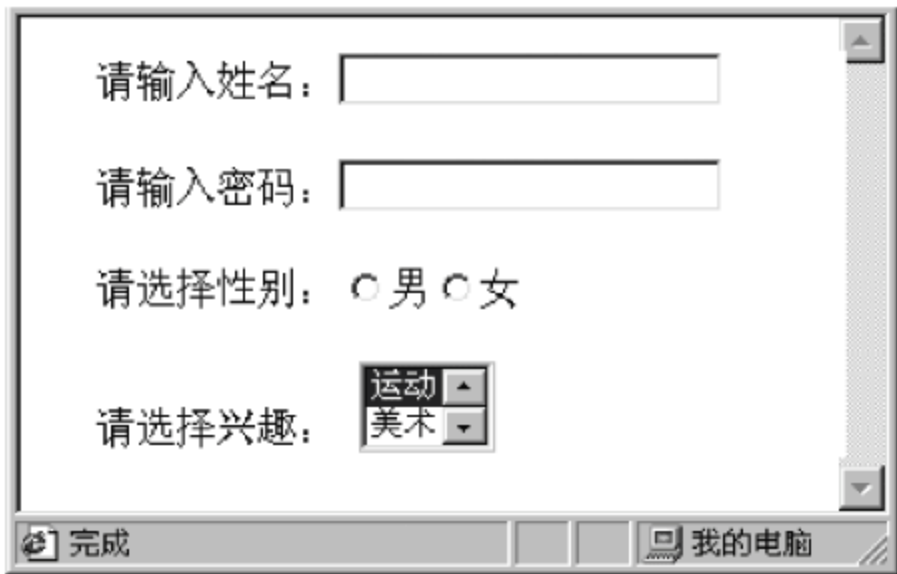 请输入姓名：
请输入密码：
请选择性别： 男 女
运动
请选择兴趣： 美术
完成 我的电脑